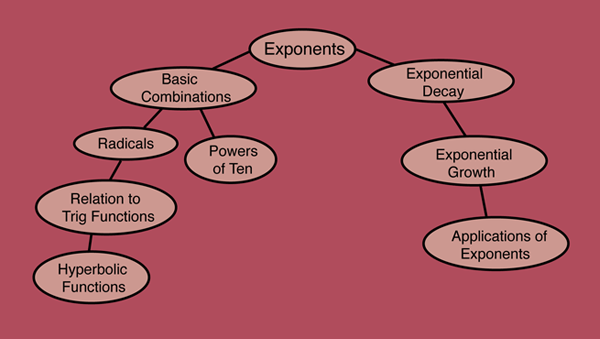 Exponents
Basic
Combinations
Exponential
Decay
Radicals
Powers
of Ten
Exponential
Growth
Relation to
Trig Functions
Applications of
Exponents
Hyperbolic
Functions